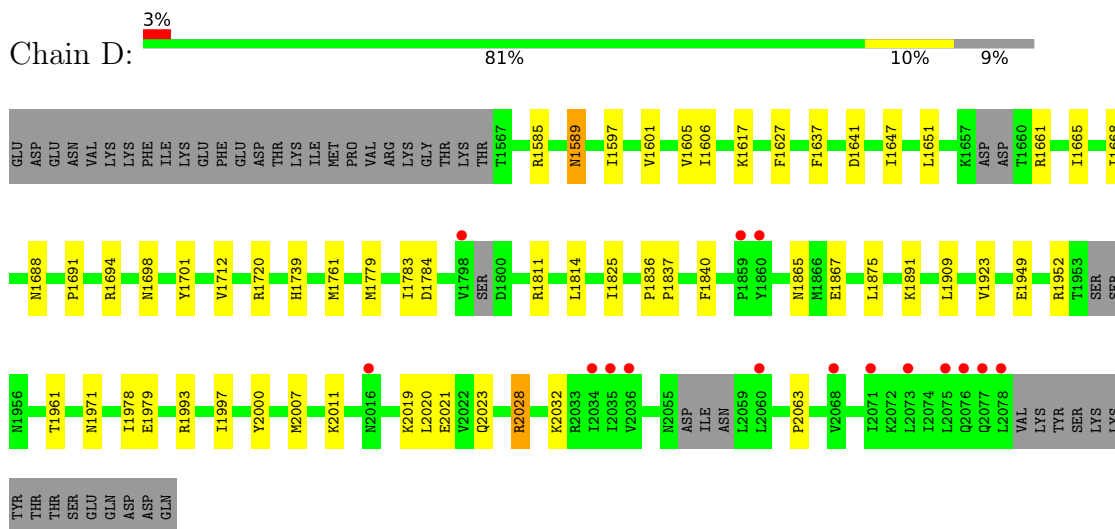 3%
Chain D:
81% 10% 9%
GLU ASP GLU ASN VAL LYS LYS PHE ILE LYS GLU PHE GLU ASP THR LYS ILE MET PRO VAL ARG LYS GLY THR LYS THR T1567 R1585 N1589 I1597 V1601 V1605 I1606 K1617 F1627 F1637 D1641 I1647 L1651 K1657 ASP ASP T1660 R1661 I1665 I1668
N1688 P1691 R1694 N1698 Y1701 V1712 R1720 H1739 M1761 M1779 I1783 D1784 V1798 SER D1800 R1811 L1814 I1825 P1836 P1837 F1840 P1859 Y1860 N1865 M1866 E1867 L1875 K1891 L1909 V1923 E1949 R1952 T1953 SER SER
N1956 T1961 N1971 I1978 E1979 R1993 I1997 Y2000 M2007 K2011 N2016 K2019 L2020 E2021 V2022 Q2023 R2028 K2032 R2033 I2034 I2035 V2036 N2055 ASP ILE ASN L2059 L2060 P2063 V2068 I2071 K2072 L2073 I2074 L2075 Q2076 Q2077 L2078 VAL LYS TYR SER LYS LYS
TYR THR THR SER GLU GLN ASP ASP GLN